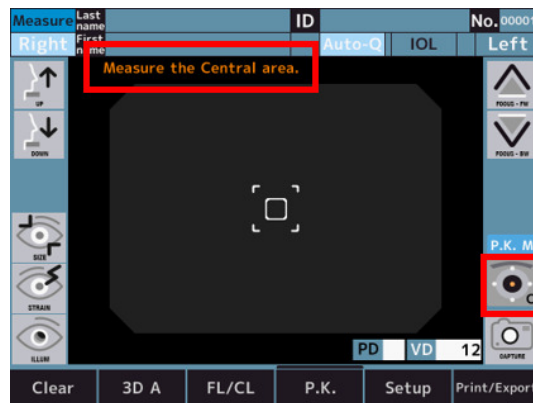 Measure Last name ID No. 00001
Right First name Auto-Q IOL Left
Measure the Central area.
UP
FOCUS - FW
DOWN
FOCUS - BW
SIZE
P.K. M
STRAIN
C
ILLUM
PD VD 12
CAPTURE
Clear 3D A FL/CL P.K. Setup Print/Export